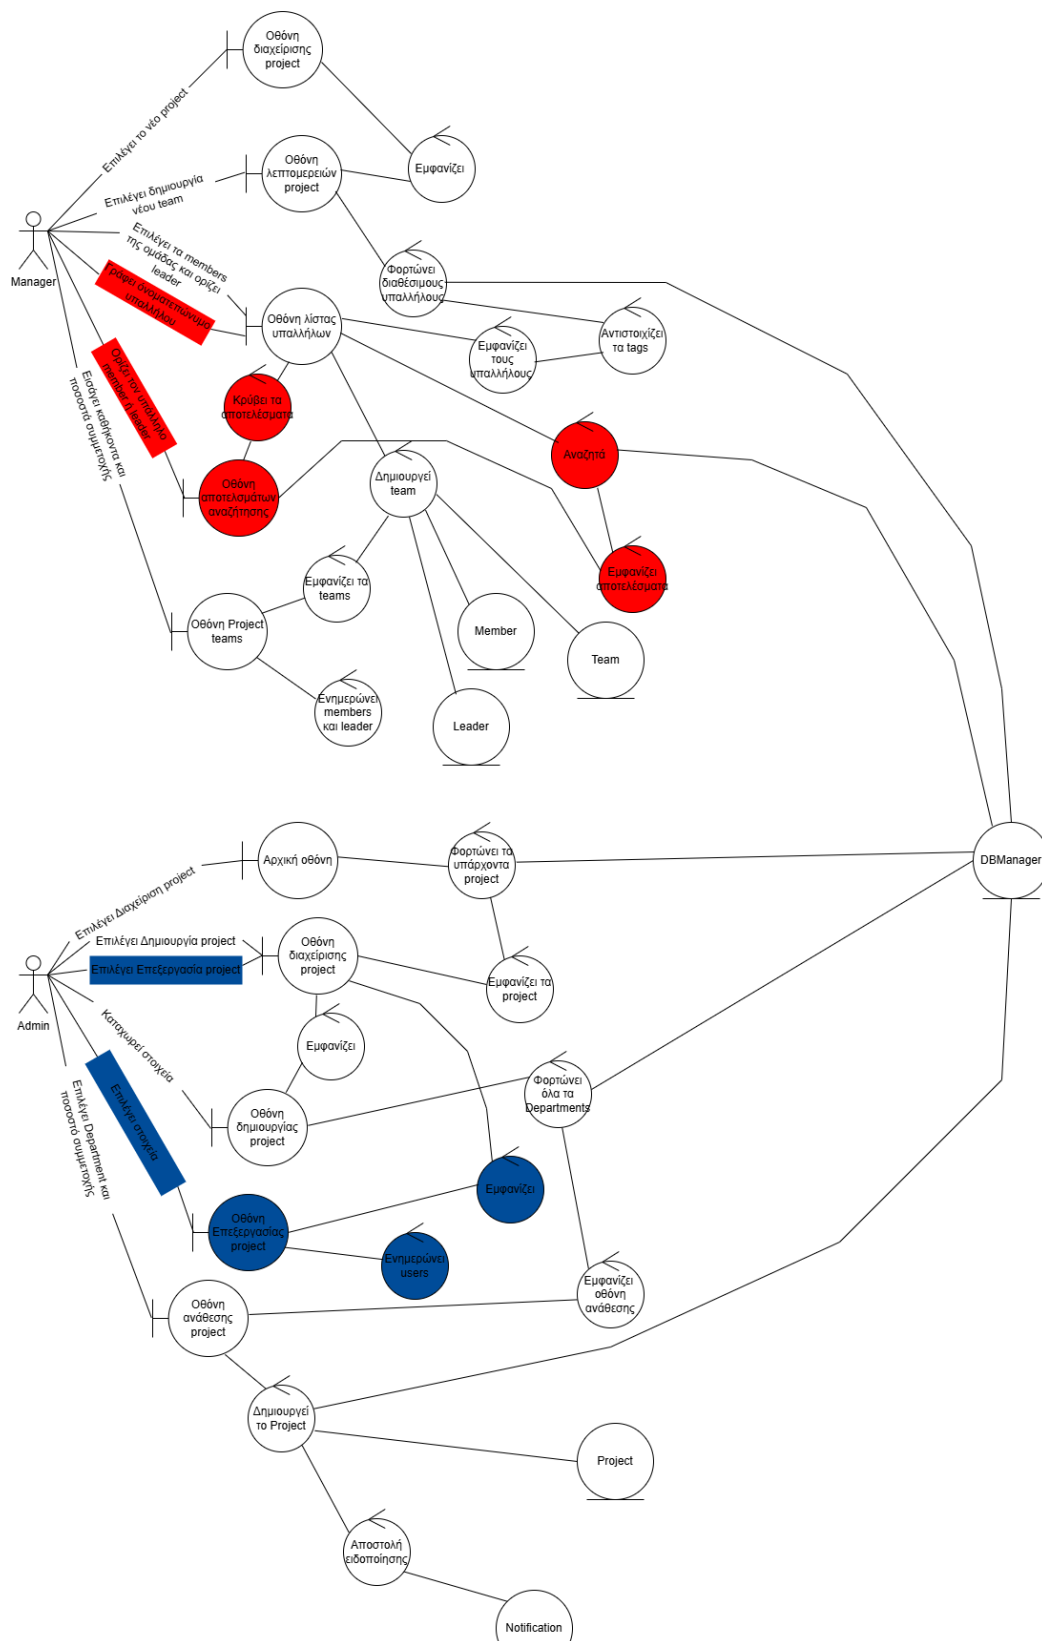 Οθόνη
διαχείρισης
project
Επιλέγει το νέο project
Εμφανίζει
Οθόνη
λεπτομερειών
project
Επιλέγει δημιουργία
νέου team
Manager
Επιλέγει τα members
της ομάδας και ορίζει
leader
Γράφει όνοματεπώνυμο
υπαλλήλου
Φορτώνει
διαθέσιμους
υπαλλήλους
Οθόνη λίστας
υπαλλήλων
Αντιστοιχίζει
τα tags
Εμφανίζει
τους
υπαλλήλους
Ορίζει τον υπάλληλο
member ή leader
Εισάγει καθήκοντα και
ποσοστά συμμετοχής
Κρύβει τα
αποτελέσματα
Αναζητά
Οθόνη
αποτελσμάτων
αναζήτησης
Δημιουργεί
team
Εμφανίζει
αποτελέσματα
Εμφανίζει τα
teams
Οθόνη Project
teams
Member
Team
Ενημερώνει
members
και leader
Leader
Αρχική οθόνη
Φορτώνει τα
υπάρχοντα
project
DBManager
Επιλέγει Διαχείριση project
Επιλέγει Δημιουργία project
Επιλέγει Επεξεργασία project
Οθόνη
διαχείρισης
project
Εμφανίζει τα
project
Admin
Καταχωρεί στοιχεία
Εμφανίζει
Επιλέγει στοιχεία
Επιλέγει Department και
ποσοστό συμμετοχής
Οθόνη
δημιουργίας
project
Φορτώνει
όλα τα
Departments
Εμφανίζει
Οθόνη
Επεξεργασίας
project
Ενημερώνει
users
Εμφανίζει
οθόνη
ανάθεσης
Οθόνη
ανάθεσης
project
Δημιουργεί
το Project
Project
Αποστολή
ειδοποίησης
Notification